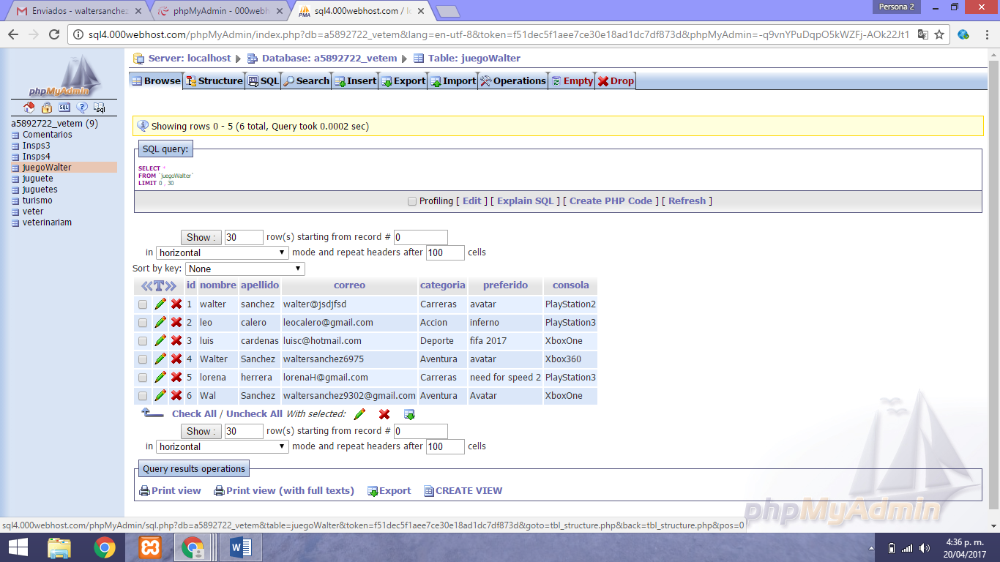 Enviados - waltersanchez
phpMyAdmin - 000webh
sql4.000webhost.com / lo
Persona 2
sql4.000webhost.com/phpMyAdmin/index.php?db=a5892722_vetem&lang=en-utf-8&token=f51dec5f1aee7ce30e18ad1dc7df873d&phpMyAdmin=-q9vnYPuDqpO5kWZFj-AOk22Jt1
phpMyAdmin
a5892722_vetem (9)
Comentarios
Insps3
Insps4
juegoWalter
juguete
juguetes
turismo
veter
veterinariam
Server: localhost Database: a5892722_vetem Table: juegoWalter
Browse Structure SQL Search Insert Export Import Operations Empty Drop
Showing rows 0 - 5 (6 total, Query took 0.0002 sec)
SQL query:
SELECT *
FROM `juegoWalter`
LIMIT 0 , 30
Profiling [ Edit ] [ Explain SQL ] [ Create PHP Code ] [ Refresh ]
Show : 30 row(s) starting from record # 0
in horizontal mode and repeat headers after 100 cells
Sort by key: None
id nombre apellido correo categoria preferido consola
1 walter sanchez walter@jsdjfsd Carreras avatar PlayStation2
2 leo calero leocalero@gmail.com Accion inferno PlayStation3
3 luis cardenas luisc@hotmail.com Deporte fifa 2017 XboxOne
4 Walter Sanchez waltersanchez6975 Aventura avatar Xbox360
5 lorena herrera lorenaH@gmail.com Carreras need for speed 2 PlayStation3
6 Wal Sanchez waltersanchez9302@gmail.com Aventura Avatar XboxOne
Check All / Uncheck All With selected:
Show : 30 row(s) starting from record # 0
in horizontal mode and repeat headers after 100 cells
Query results operations
Print view Print view (with full texts) Export CREATE VIEW
phpMyAdmin
sql4.000webhost.com/phpMyAdmin/sql.php?db=a5892722_vetem&table=juegoWalter&token=f51dec5f1aee7ce30e18ad1dc7df873d&goto=tbl_structure.php&back=tbl_structure.php&pos=0
4:36 p. m.
20/04/2017